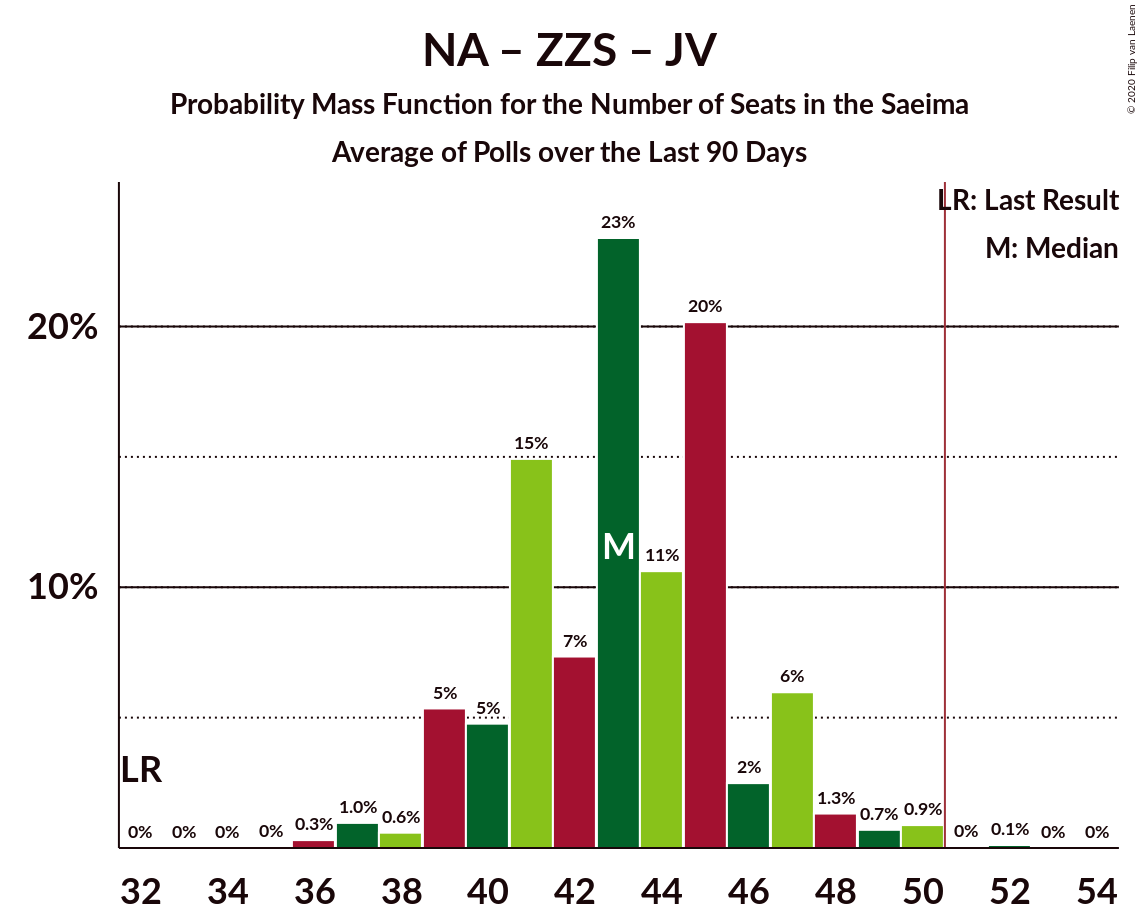 NA – ZZS – JV
Probability Mass Function for the Number of Seats in the Saeima
Average of Polls over the Last 90 Days
© 2020 Filip van Laenen
LR: Last Result
M: Median
20%
10%
0% 0% 0% 0% 0.3% 1.0% 0.6% 5% 5% 15% 7% 23% 11% 20% 2% 6% 1.3% 0.7% 0.9% 0% 0.1% 0% 0%
M
LR
32 34 36 38 40 42 44 46 48 50 52 54